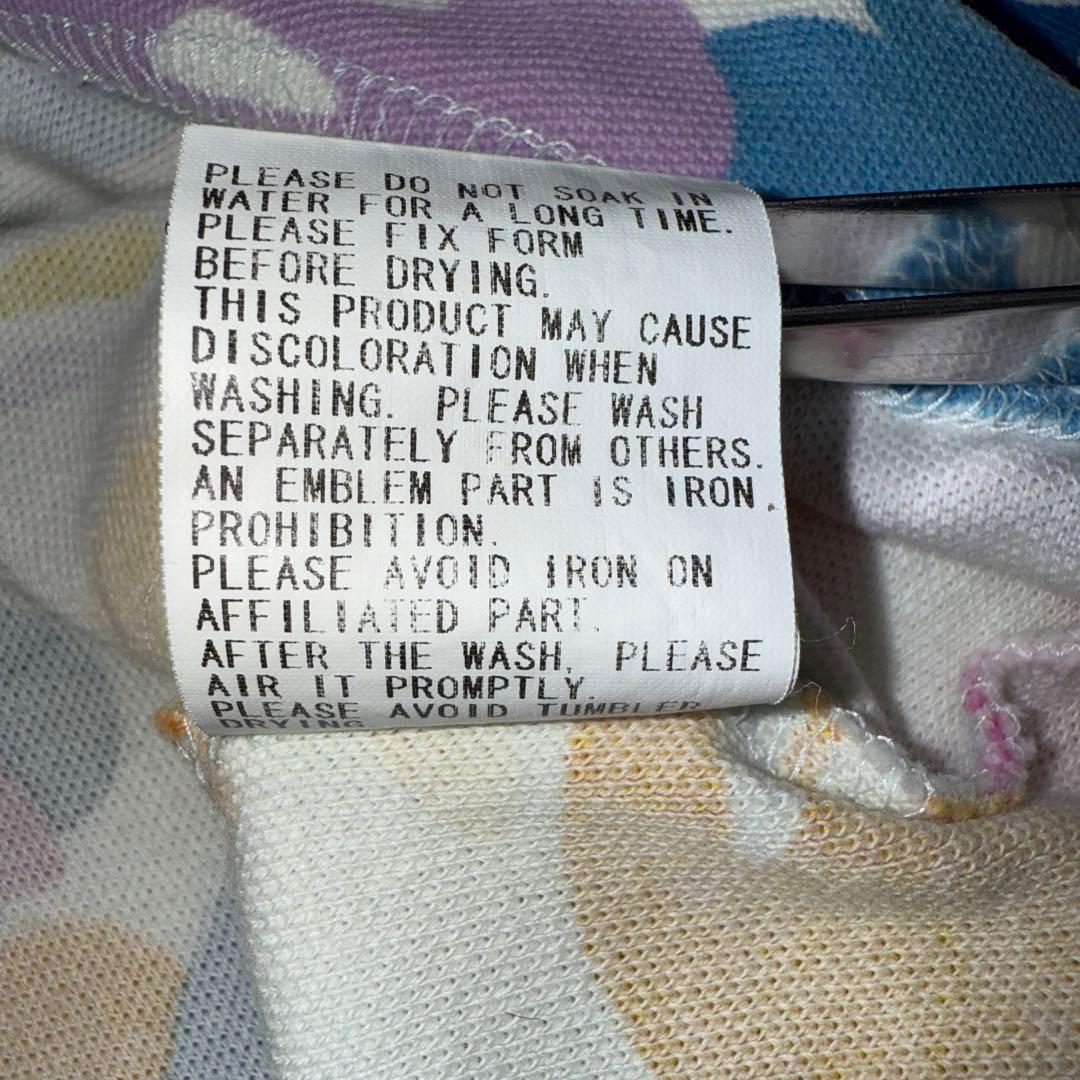 PLEASE DO NOT SOAK IN
WATER FOR A LONG TIME.
PLEASE FIX FORM
BEFORE DRYING.
THIS PRODUCT MAY CAUSE
DISCOLORATION WHEN
WASHING. PLEASE WASH
SEPARATELY FROM OTHERS.
AN EMBLEM PART IS IRON
PROHIBITION.
PLEASE AVOID IRON ON
AFFILIATED PART.
AFTER THE WASH, PLEASE
AIR IT PROMPTLY.
PLEASE AVOID TUMBLER
DRYING